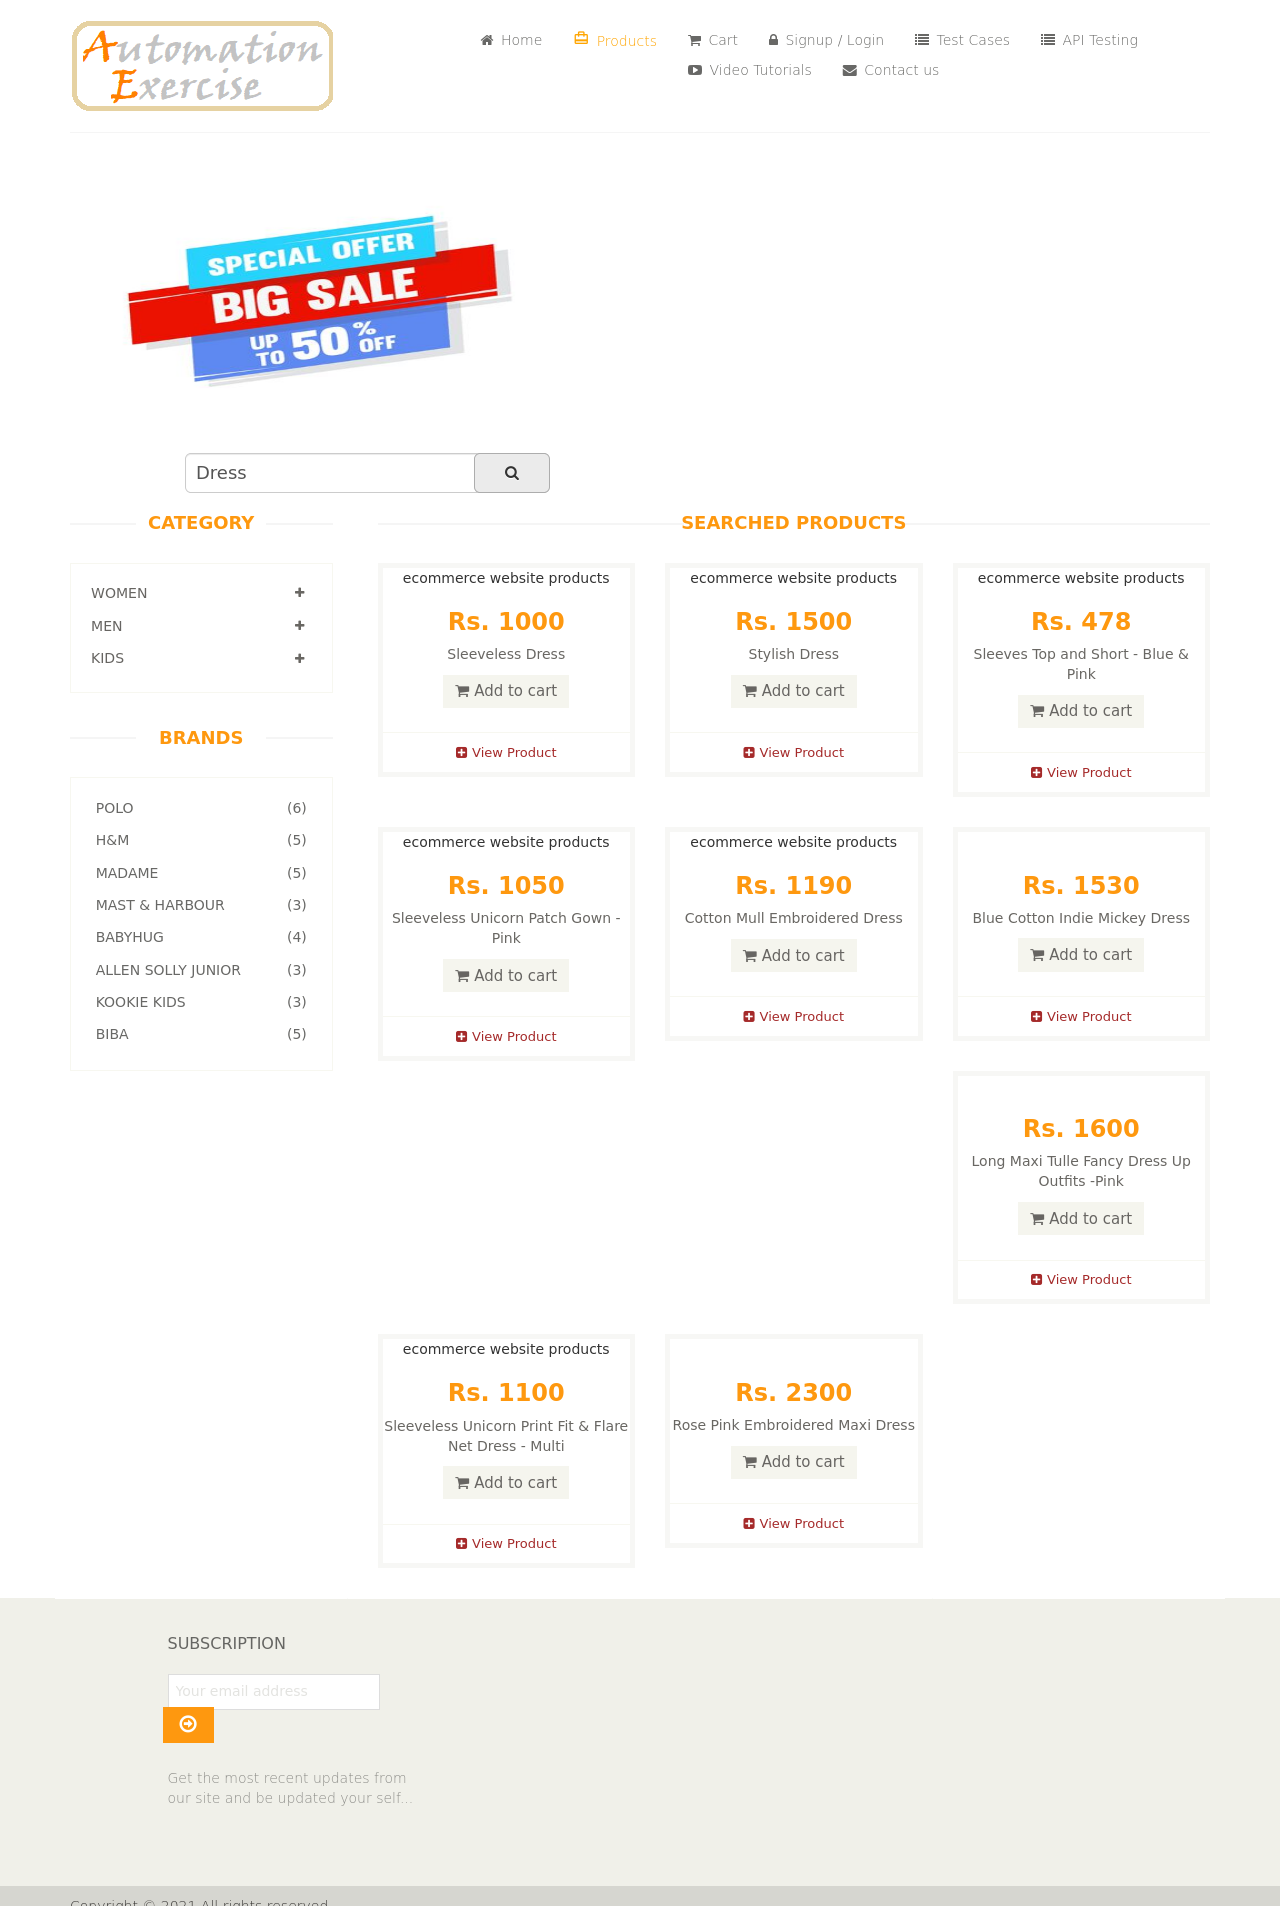 Automation
Exercise
Home
Products
Cart
Signup / Login
Test Cases
API Testing
Video Tutorials
Contact us
SPECIAL OFFER
BIG SALE
UP TO 50% OFF
Dress
CATEGORY
WOMEN
MEN
KIDS
BRANDS
POLO (6)
H&M (5)
MADAME (5)
MAST & HARBOUR (3)
BABYHUG (4)
ALLEN SOLLY JUNIOR (3)
KOOKIE KIDS (3)
BIBA (5)
SEARCHED PRODUCTS
ecommerce website products
Rs. 1000
Sleeveless Dress
Add to cart
View Product
ecommerce website products
Rs. 1500
Stylish Dress
Add to cart
View Product
ecommerce website products
Rs. 478
Sleeves Top and Short - Blue &
Pink
Add to cart
View Product
ecommerce website products
Rs. 1050
Sleeveless Unicorn Patch Gown -
Pink
Add to cart
View Product
ecommerce website products
Rs. 1190
Cotton Mull Embroidered Dress
Add to cart
View Product
Rs. 1530
Blue Cotton Indie Mickey Dress
Add to cart
View Product
Rs. 1600
Long Maxi Tulle Fancy Dress Up
Outfits -Pink
Add to cart
View Product
ecommerce website products
Rs. 1100
Sleeveless Unicorn Print Fit & Flare
Net Dress - Multi
Add to cart
View Product
Rs. 2300
Rose Pink Embroidered Maxi Dress
Add to cart
View Product
SUBSCRIPTION
Your email address
Get the most recent updates from
our site and be updated your self...
Copyright © 2021 All rights reserved